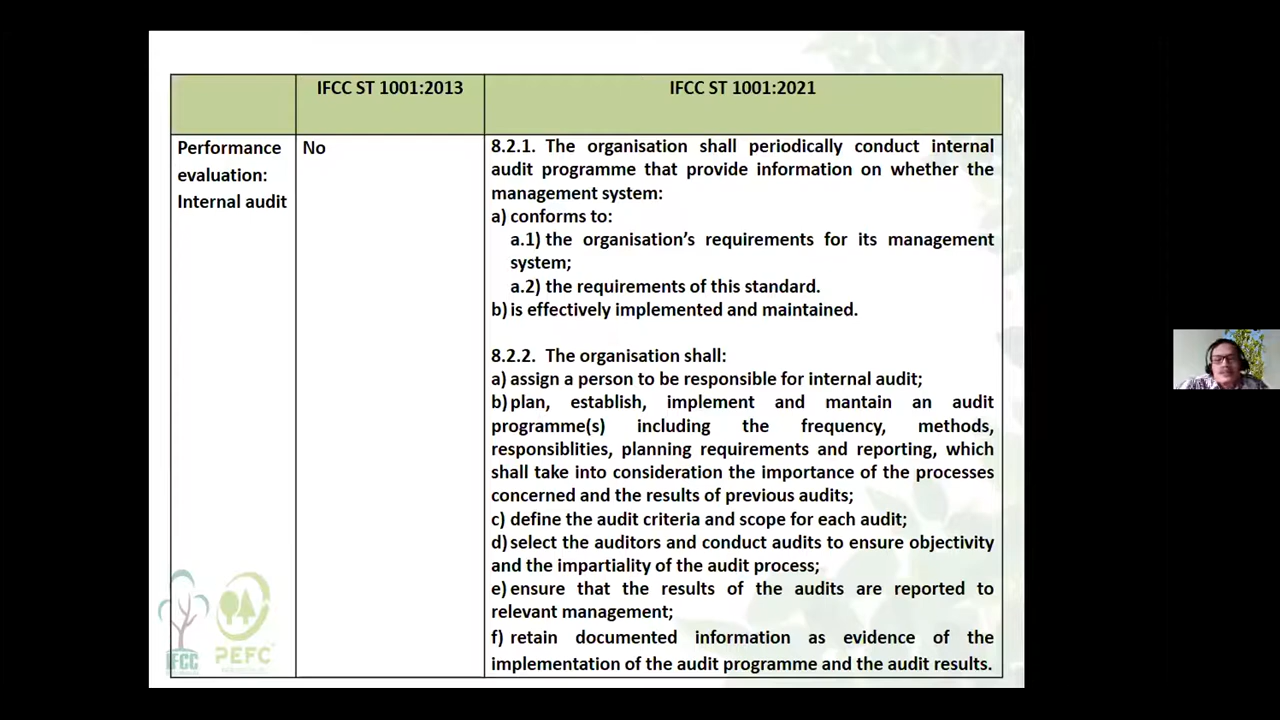 IFCC ST 1001:2013
IFCC ST 1001:2021
Performance
evaluation:
Internal audit
No
8.2.1. The organisation shall periodically conduct internal
audit programme that provide information on whether the
management system:
a) conforms to:
a.1) the organisation's requirements for its management
system;
a.2) the requirements of this standard.
b) is effectively implemented and maintained.
8.2.2. The organisation shall:
a) assign a person to be responsible for internal audit;
b) plan, establish, implement and mantain an audit
programme(s) including the frequency, methods,
responsiblities, planning requirements and reporting, which
shall take into consideration the importance of the processes
concerned and the results of previous audits;
c) define the audit criteria and scope for each audit;
d) select the auditors and conduct audits to ensure objectivity
and the impartiality of the audit process;
e) ensure that the results of the audits are reported to
relevant management;
f) retain documented information as evidence of the
implementation of the audit programme and the audit results.
IFCC
PEFC